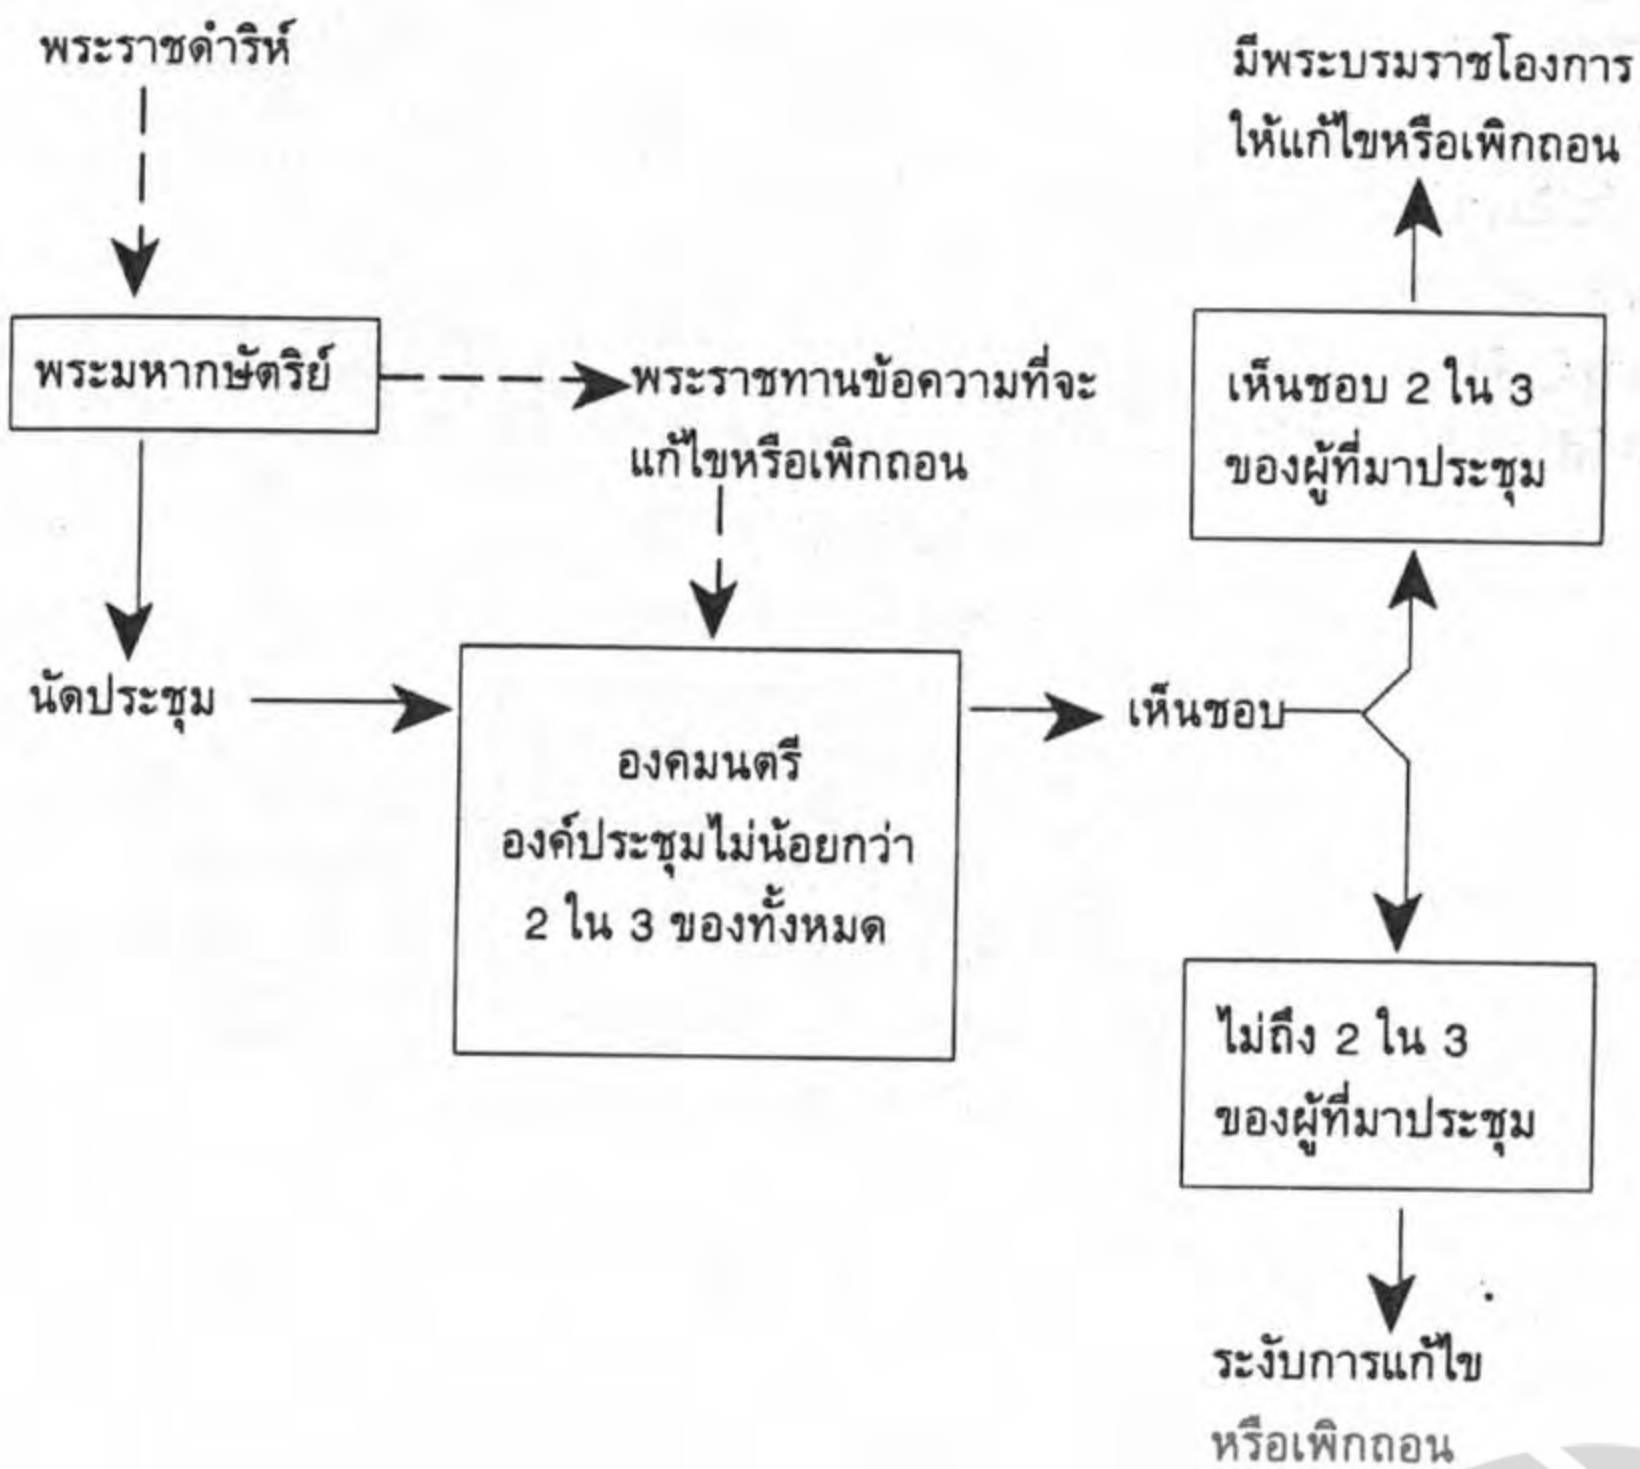 พระราชดำริห์
มีพระบรมราชโองการ
ให้แก้ไขหรือเพิกถอน
พระมหากษัตริย์
พระราชทานข้อความที่จะ
แก้ไขหรือเพิกถอน
เห็นชอบ 2 ใน 3
ของผู้ที่มาประชุม
นัดประชุม
องคมนตรี
องค์ประชุมไม่น้อยกว่า
2 ใน 3 ของทั้งหมด
เห็นชอบ
ไม่ถึง 2 ใน 3
ของผู้ที่มาประชุม
ระงับการแก้ไข
หรือเพิกถอน